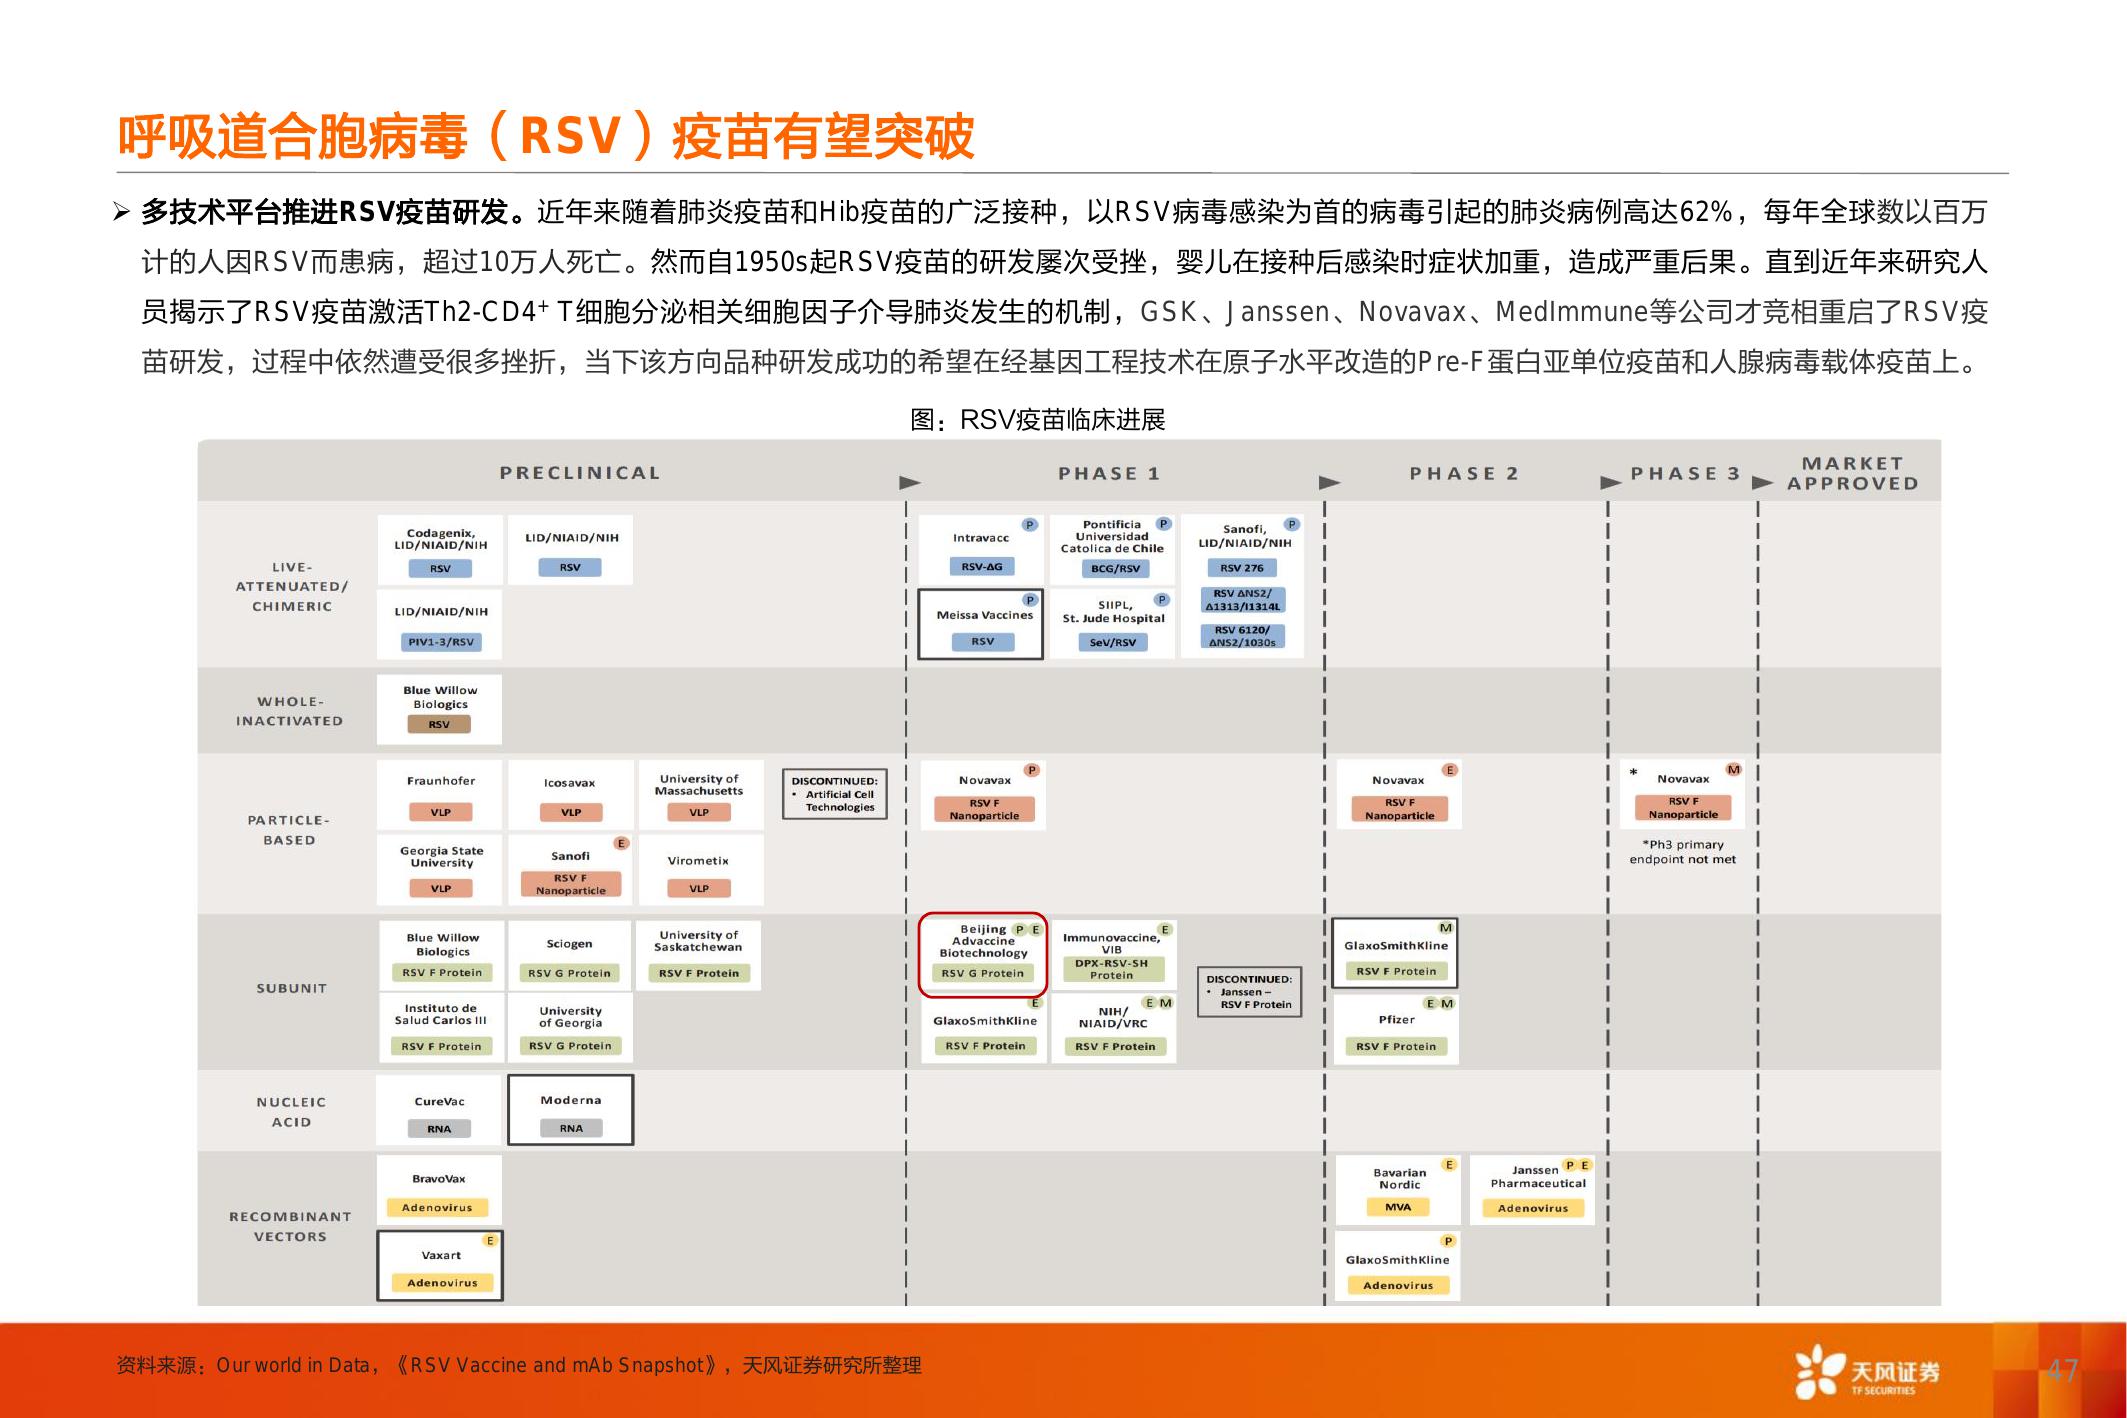 呼吸道合胞病毒（RSV）疫苗有望突破
➢ 多技术平台推进RSV疫苗研发。近年来随着肺炎疫苗和Hib疫苗的广泛接种，以RSV病毒感染为首的病毒引起的肺炎病例高达62%，每年全球数以百万
计的人因RSV而患病，超过10万人死亡。然而自1950s起RSV疫苗的研发屡次受挫，婴儿在接种后感染时症状加重，造成严重后果。直到近年来研究人
员揭示了RSV疫苗激活Th2-CD4⁺ T细胞分泌相关细胞因子介导肺炎发生的机制，GSK、Janssen、Novavax、MedImmune等公司才竞相重启了RSV疫
苗研发，过程中依然遭受很多挫折，当下该方向品种研发成功的希望在经基因工程技术在原子水平改造的Pre-F蛋白亚单位疫苗和人腺病毒载体疫苗上。
图：RSV疫苗临床进展
PRECLINICAL
PHASE 1
PHASE 2
PHASE 3
MARKET
APPROVED
LIVE-
ATTENUATED/
CHIMERIC
Codagenix,
LID/NIAID/NIH
RSV
LID/NIAID/NIH
RSV
LID/NIAID/NIH
PIV1-3/RSV
P
Intravacc
RSV-ΔG
P
Pontificia
Universidad
Catolica de Chile
BCG/RSV
P
Sanofi,
LID/NIAID/NIH
RSV 276
RSV ΔNS2/
Δ1313/I1314L
RSV 6120/
ΔNS2/1030s
P
Meissa Vaccines
RSV
P
SIIPL,
St. Jude Hospital
SeV/RSV
WHOLE-
INACTIVATED
Blue Willow
Biologics
RSV
PARTICLE-
BASED
Fraunhofer
VLP
Icosavax
VLP
University of
Massachusetts
VLP
DISCONTINUED:
• Artificial Cell
Technologies
Georgia State
University
VLP
E
Sanofi
RSV F
Nanoparticle
Virometix
VLP
P
Novavax
RSV F
Nanoparticle
E
Novavax
RSV F
Nanoparticle
* M
Novavax
RSV F
Nanoparticle
*Ph3 primary
endpoint not met
SUBUNIT
Blue Willow
Biologics
RSV F Protein
Sciogen
RSV G Protein
University of
Saskatchewan
RSV F Protein
Instituto de
Salud Carlos III
RSV F Protein
University
of Georgia
RSV G Protein
Beijing P E
Advaccine
Biotechnology
RSV G Protein
E
Immunovaccine,
VIB
DPX-RSV-SH
Protein
DISCONTINUED:
• Janssen –
RSV F Protein
E
GlaxoSmithKline
RSV F Protein
E M
NIH/
NIAID/VRC
RSV F Protein
M
GlaxoSmithKline
RSV F Protein
E M
Pfizer
RSV F Protein
NUCLEIC
ACID
CureVac
RNA
Moderna
RNA
RECOMBINANT
VECTORS
BravoVax
Adenovirus
E
Vaxart
Adenovirus
E
Bavarian
Nordic
MVA
Janssen P E
Pharmaceutical
Adenovirus
P
GlaxoSmithKline
Adenovirus
资料来源：Our world in Data，《RSV Vaccine and mAb Snapshot》，天风证券研究所整理
天风证券
TF SECURITIES
47